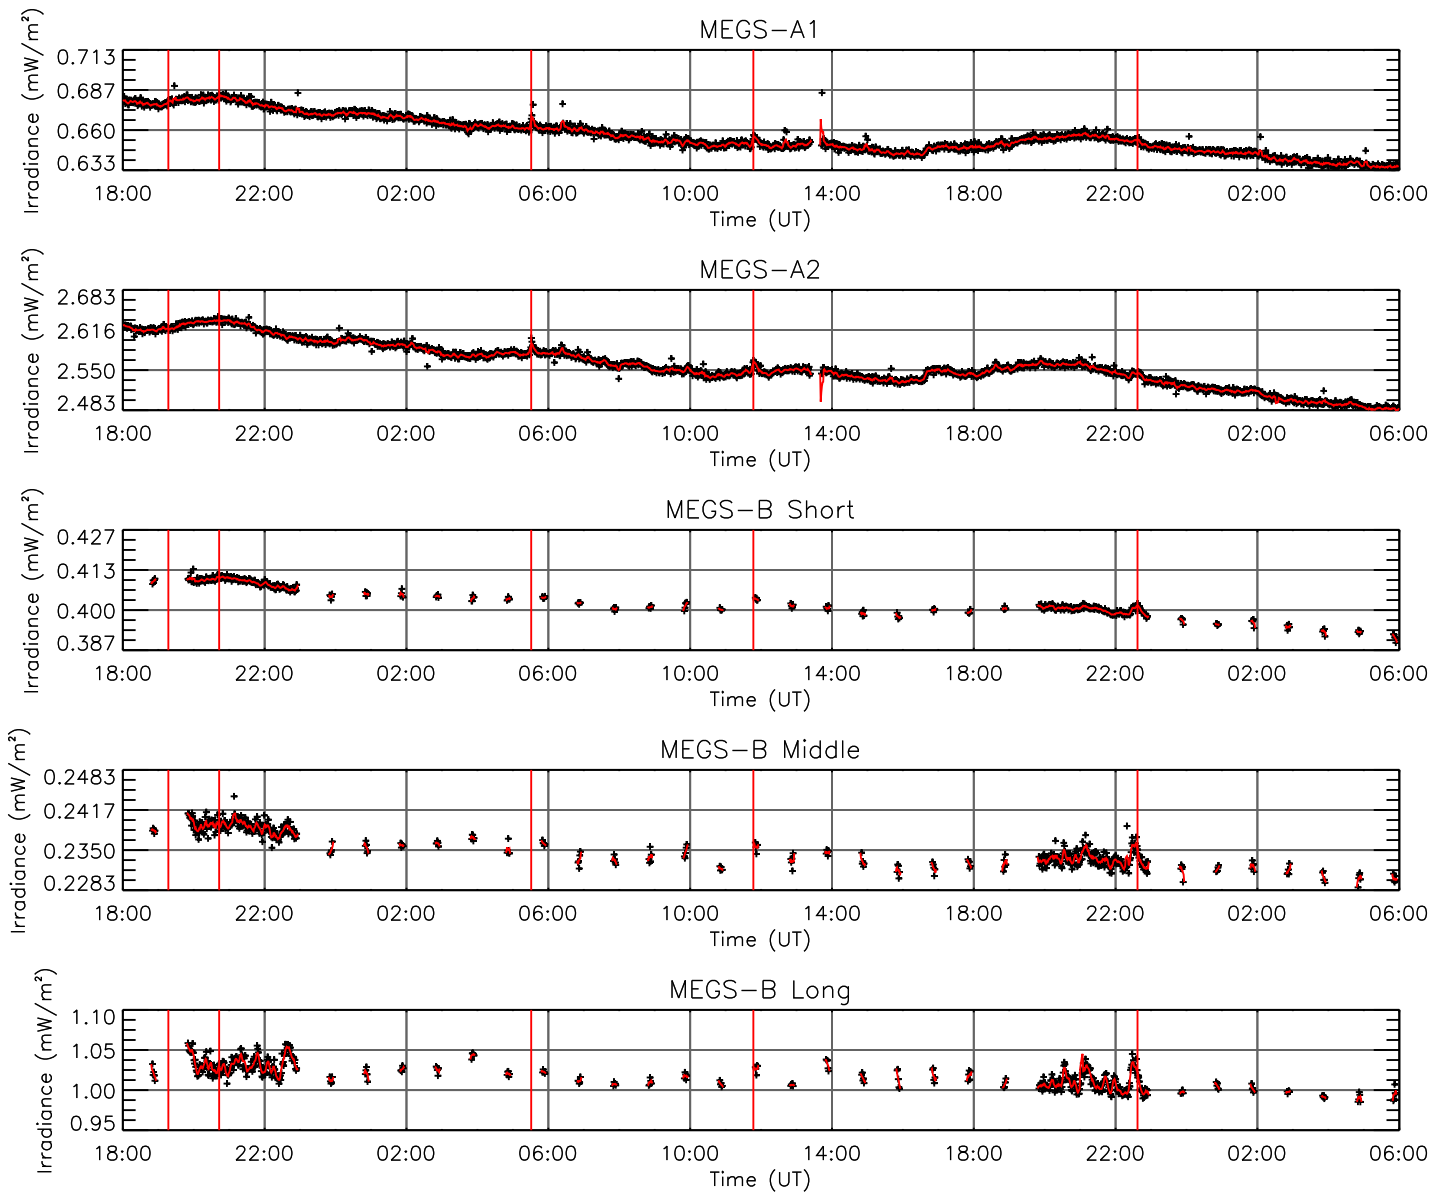 MEGS-A1
Irradiance (mW/m²)
0.713
0.687
0.660
0.633
18:00 22:00 02:00 06:00 10:00 14:00 18:00 22:00 02:00 06:00
Time (UT)
MEGS-A2
Irradiance (mW/m²)
2.683
2.616
2.550
2.483
18:00 22:00 02:00 06:00 10:00 14:00 18:00 22:00 02:00 06:00
Time (UT)
MEGS-B Short
Irradiance (mW/m²)
0.427
0.413
0.400
0.387
18:00 22:00 02:00 06:00 10:00 14:00 18:00 22:00 02:00 06:00
Time (UT)
MEGS-B Middle
Irradiance (mW/m²)
0.2483
0.2417
0.2350
0.2283
18:00 22:00 02:00 06:00 10:00 14:00 18:00 22:00 02:00 06:00
Time (UT)
MEGS-B Long
Irradiance (mW/m²)
1.10
1.05
1.00
0.95
18:00 22:00 02:00 06:00 10:00 14:00 18:00 22:00 02:00 06:00
Time (UT)